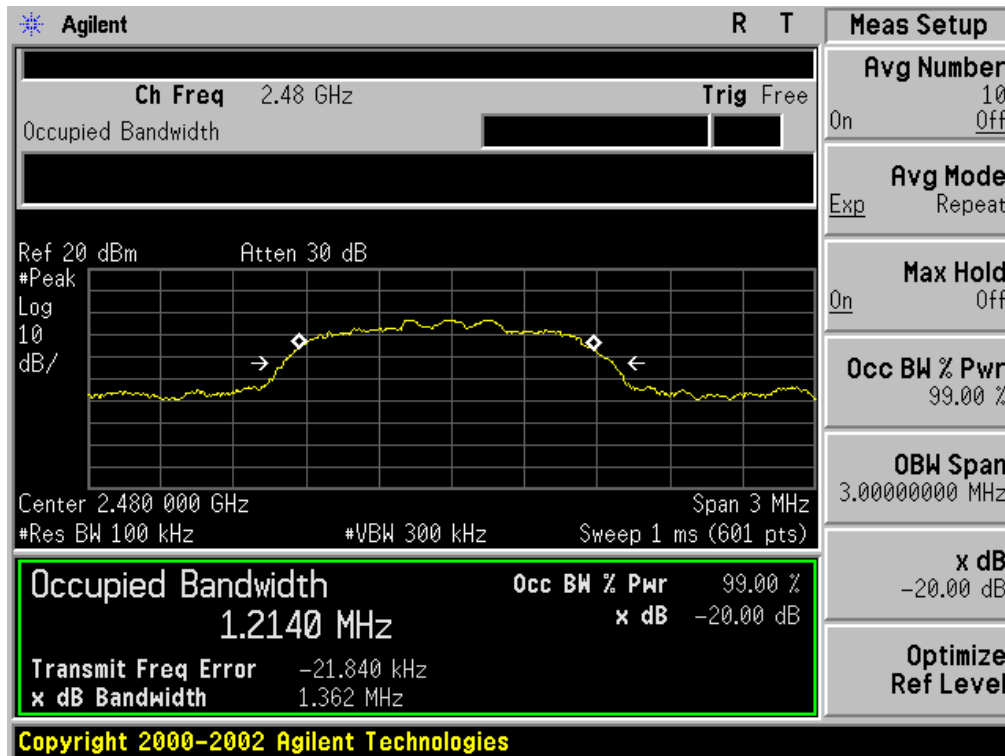 Agilent R T
Ch Freq 2.48 GHz Trig Free
Occupied Bandwidth
Ref 20 dBm Atten 30 dB
#Peak
Log
10
dB/
Center 2.480 000 GHz Span 3 MHz
#Res BW 100 kHz #VBW 300 kHz Sweep 1 ms (601 pts)
Occupied Bandwidth Occ BW % Pwr 99.00 %
1.2140 MHz x dB -20.00 dB
Transmit Freq Error -21.840 kHz
x dB Bandwidth 1.362 MHz
Copyright 2000-2002 Agilent Technologies
Meas Setup
Avg Number
10
On Off
Avg Mode
Exp Repeat
Max Hold
On Off
Occ BW % Pwr
99.00 %
OBW Span
3.00000000 MHz
x dB
-20.00 dB
Optimize
Ref Level